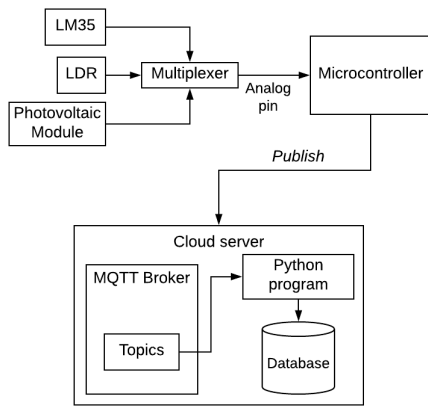 LM35
LDR
Multiplexer
Microcontroller
Analog
pin
Photovoltaic
Module
Publish
Cloud server
MQTT Broker
Python
program
Topics
Database